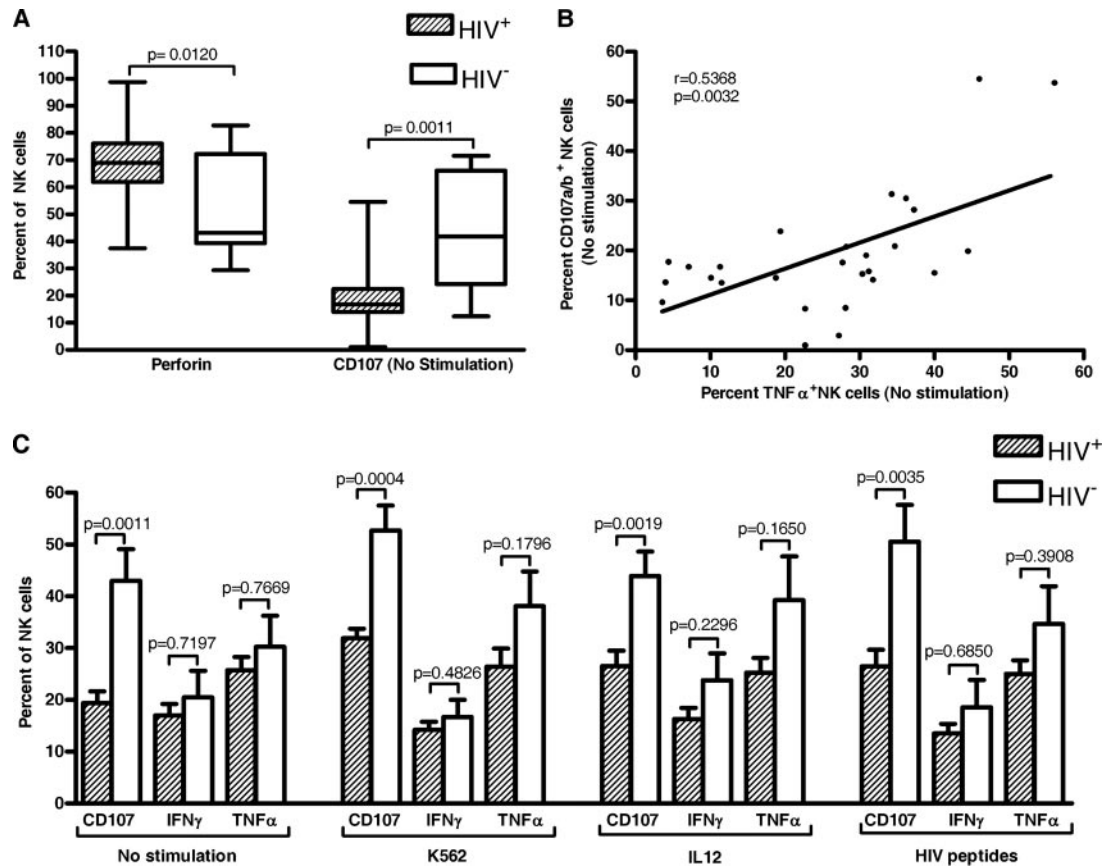 A
HIV+
HIV-
p= 0.0120
p= 0.0011
Percent of NK cells
110
100
90
80
70
60
50
40
30
20
10
0
Perforin
CD107 (No Stimulation)
B
r=0.5368
p=0.0032
Percent CD107a/b+ NK cells
(No stimulation)
60
50
40
30
20
10
0
0 10 20 30 40 50 60
Percent TNFα+NK cells (No stimulation)
C
HIV+
HIV-
Percent of NK cells
60
50
40
30
20
10
0
p=0.0011
p=0.7197
p=0.7669
p=0.0004
p=0.4826
p=0.1796
p=0.0019
p=0.2296
p=0.1650
p=0.0035
p=0.6850
p=0.3908
CD107 IFNγ TNFα CD107 IFNγ TNFα CD107 IFNγ TNFα CD107 IFNγ TNFα
No stimulation K562 IL12 HIV peptides